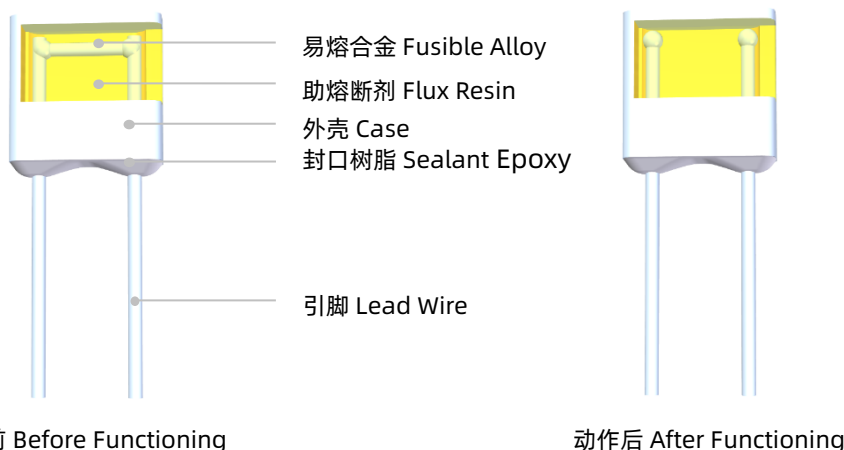 易熔合金 Fusible Alloy
助熔断剂 Flux Resin
外壳 Case
封口树脂 Sealant Epoxy
引脚 Lead Wire
前 Before Functioning
动作后 After Functioning